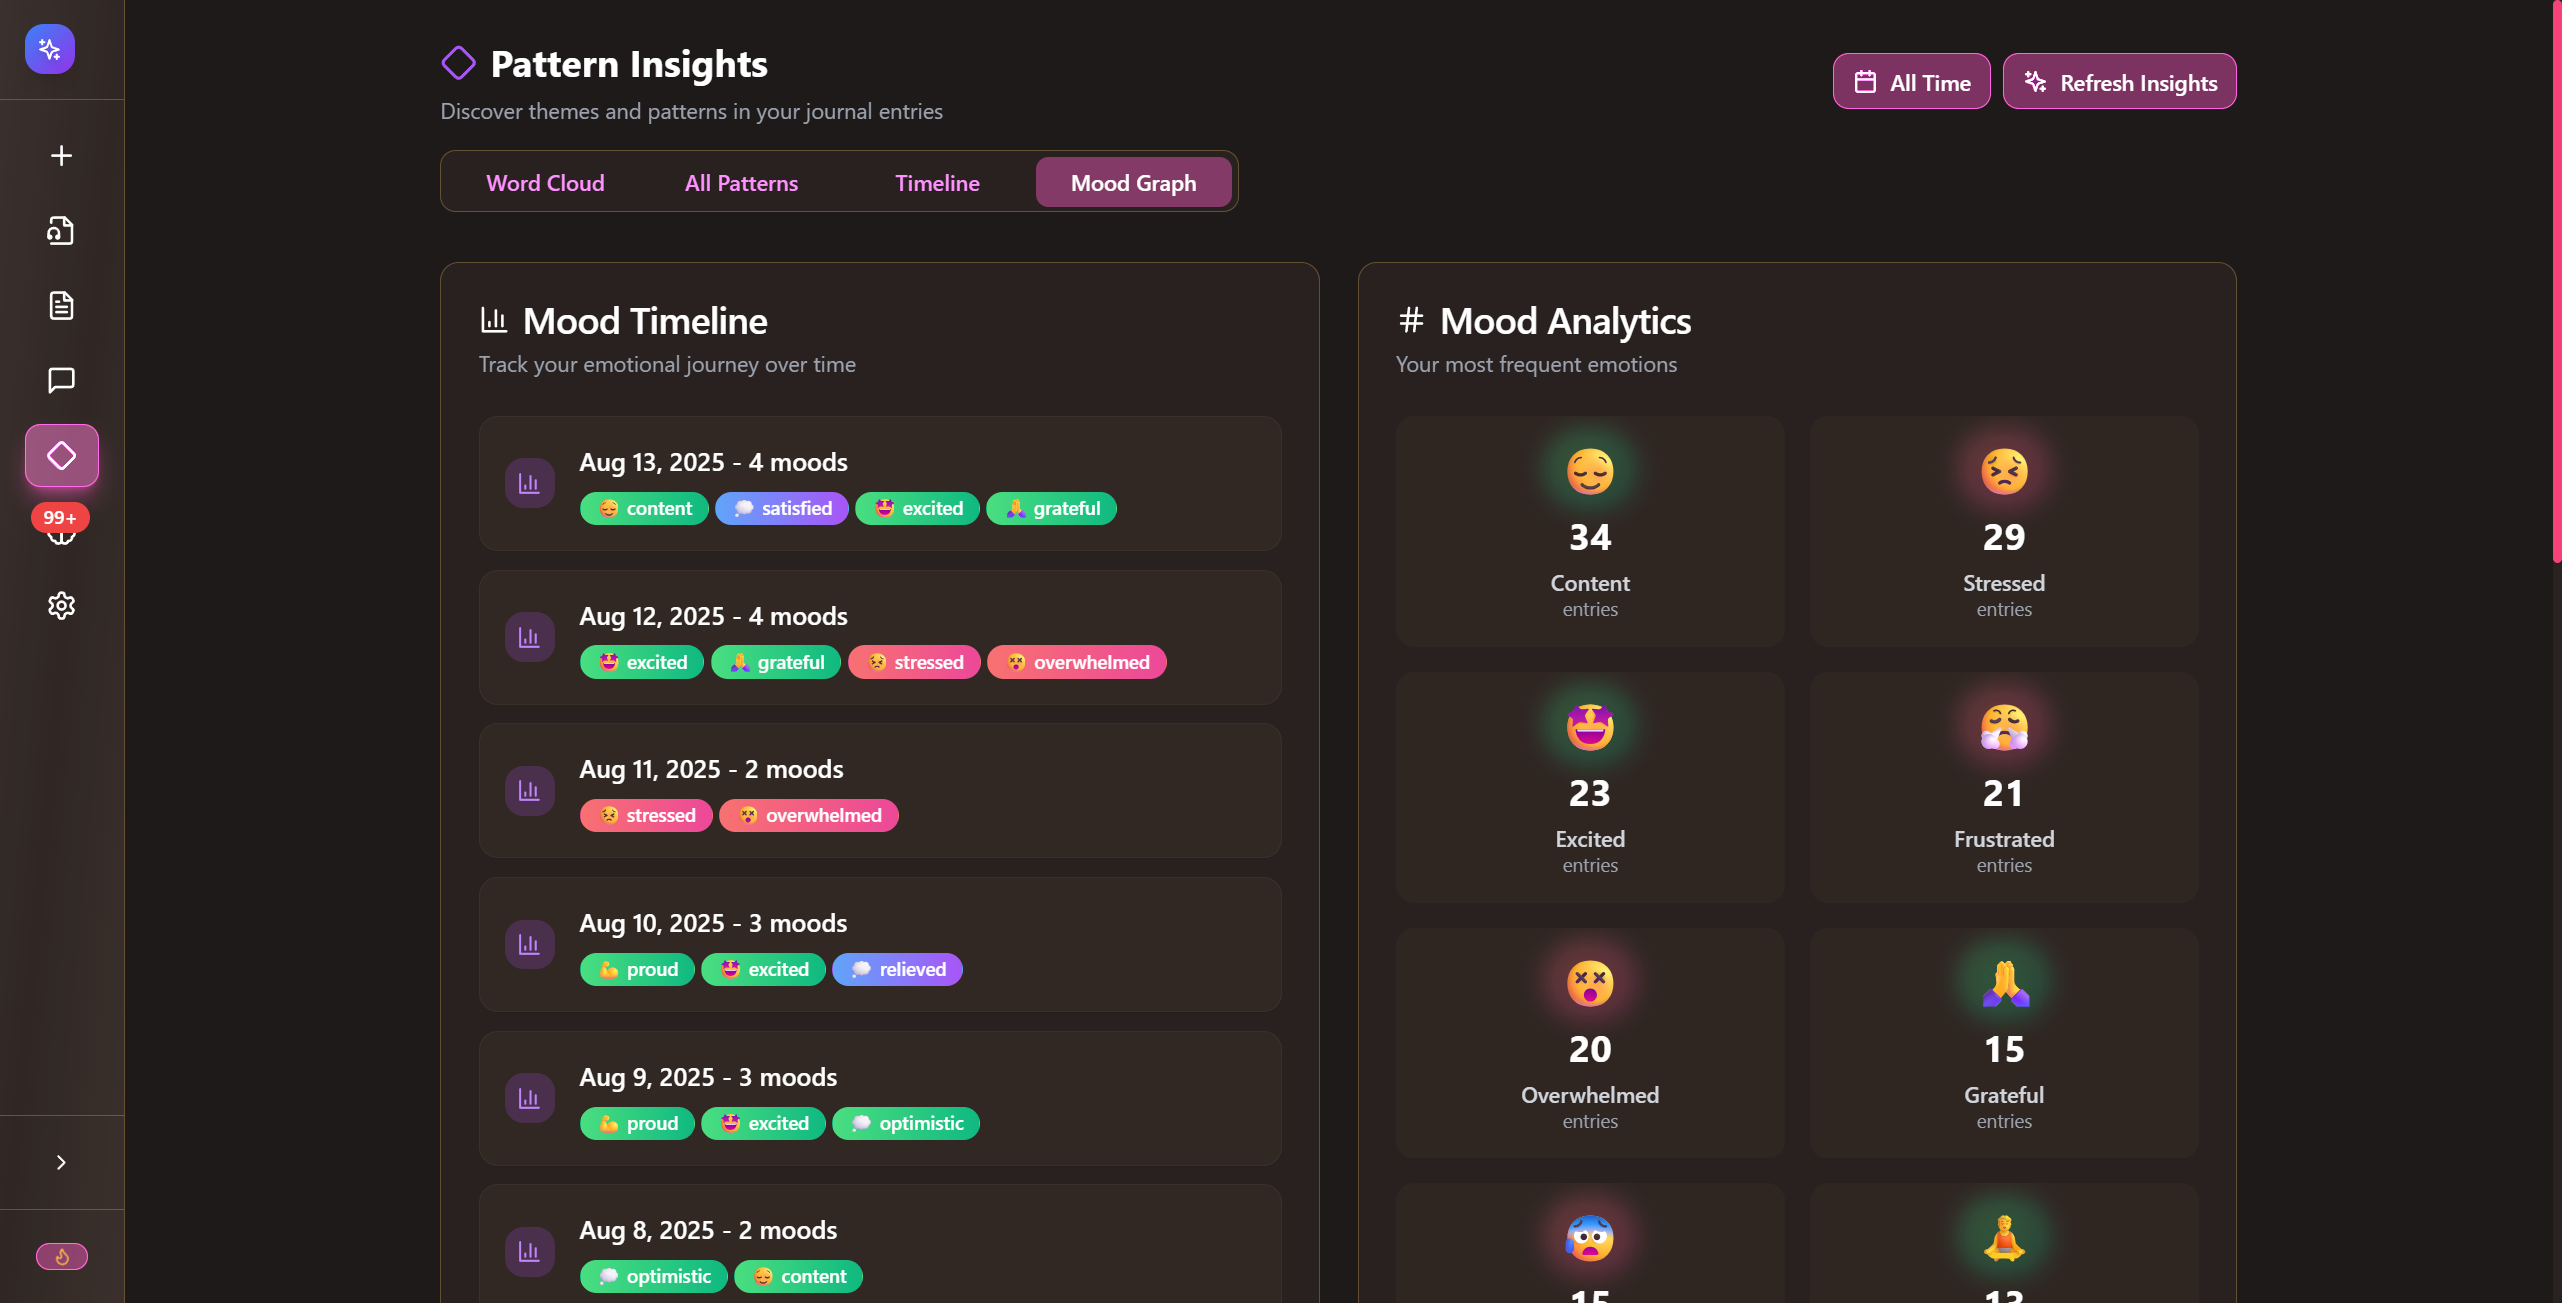 Pattern Insights
Discover themes and patterns in your journal entries
All Time
Refresh Insights
Word Cloud
All Patterns
Timeline
Mood Graph
99+
Mood Timeline
Track your emotional journey over time
Aug 13, 2025 - 4 moods
content
satisfied
excited
grateful
Aug 12, 2025 - 4 moods
excited
grateful
stressed
overwhelmed
Aug 11, 2025 - 2 moods
stressed
overwhelmed
Aug 10, 2025 - 3 moods
proud
excited
relieved
Aug 9, 2025 - 3 moods
proud
excited
optimistic
Aug 8, 2025 - 2 moods
optimistic
content
Mood Analytics
Your most frequent emotions
34
Content
entries
29
Stressed
entries
23
Excited
entries
21
Frustrated
entries
20
Overwhelmed
entries
15
Grateful
entries
15
13